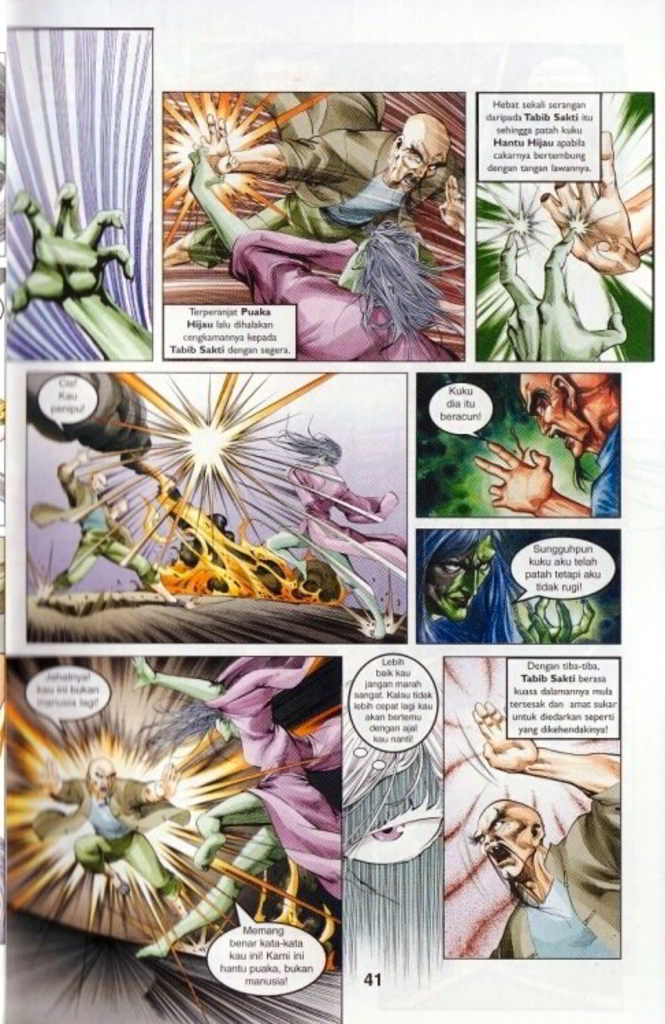 Terperanjat Puaka
Hijau lalu dihalakan
cengkamannya kepada
Tabib Sakti dengan segera.
Hebat sekali serangan
daripada Tabib Sakti itu
sehingga patah kuku
Hantu Hijau apabila
cakarnya bertembung
dengan tangan lawannya.
Cis!
Kau
penipu!
Kuku
dia itu
beracun!
Sungguhpun
kuku aku telah
patah tetapi aku
tidak rugi!
Jahatnya!
kau ini bukan
manusia lagi!
Memang
benar kata-kata
kau ini! Kami ini
hantu puaka, bukan
manusia!
Lebih
baik kau
jangan marah
sangat. Kalau tidak
lebih cepat lagi kau
akan bertemu
dengan ajal
kau nanti!
Dengan tiba-tiba,
Tabib Sakti berasa
kuasa dalamannya mula
tersesak dan amat sukar
untuk diedarkan seperti
yang dikehendakinya!
41